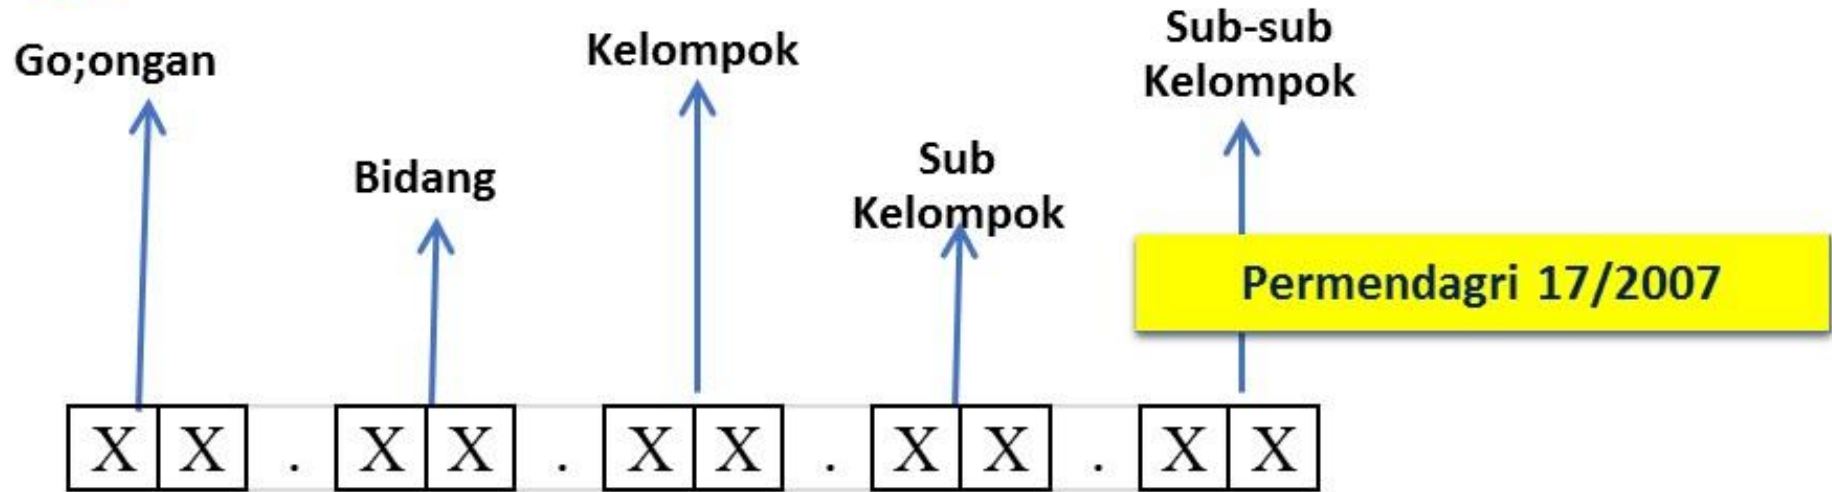 Go;ongan
Bidang
Kelompok
Sub
Kelompok
Sub-sub
Kelompok
Permendagri 17/2007
X X . X X . X X . X X . X X